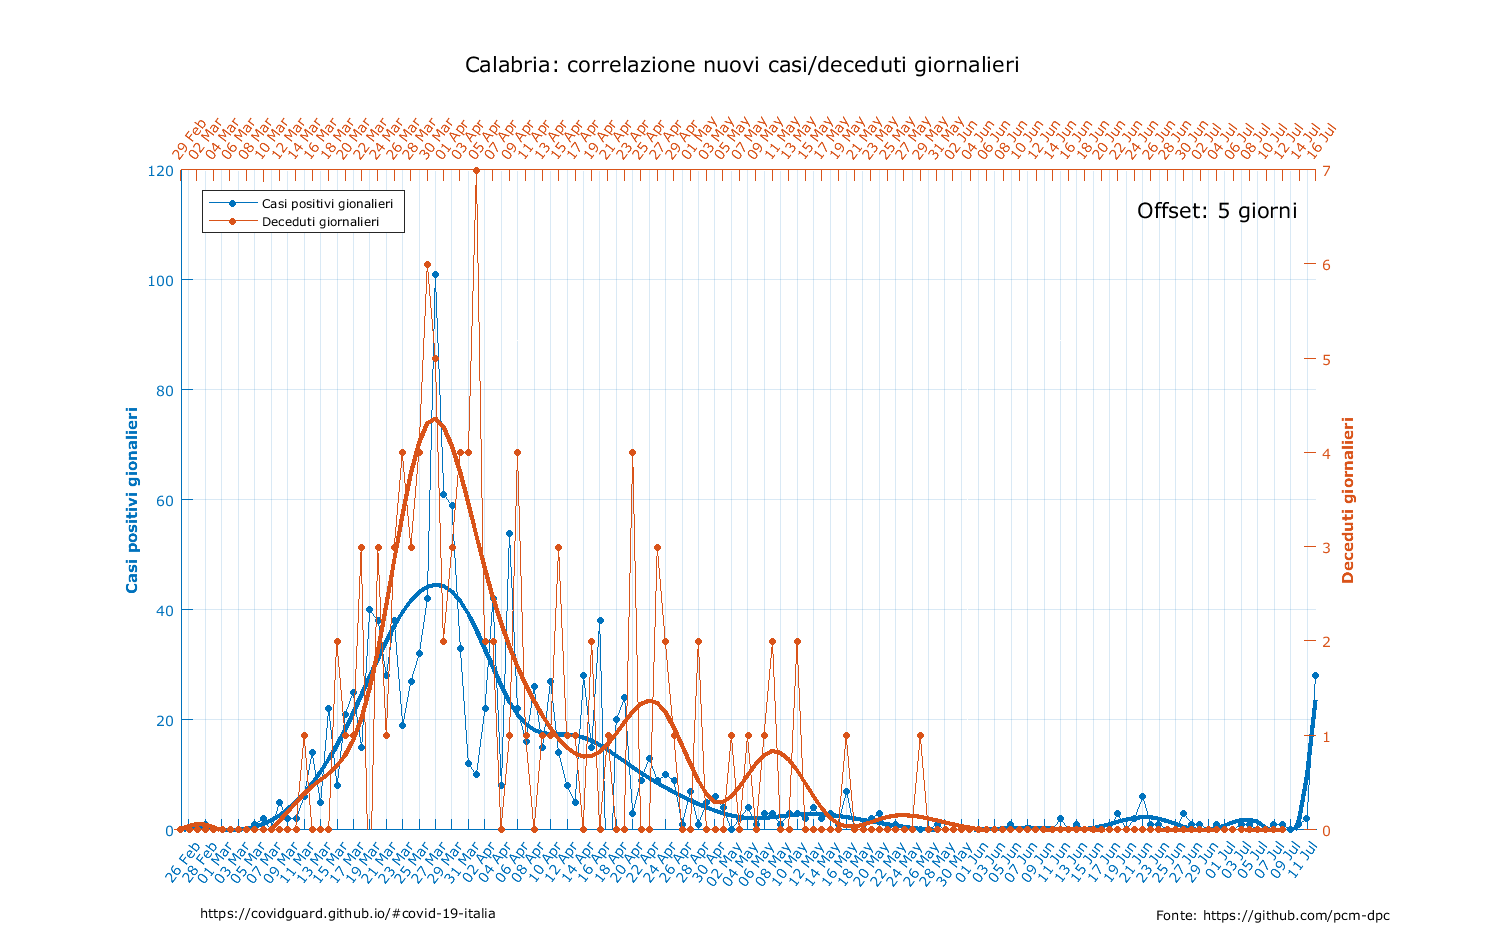 Calabria: correlazione nuovi casi/deceduti giornalieri
29 Feb
02 Mar
04 Mar
06 Mar
08 Mar
10 Mar
12 Mar
14 Mar
16 Mar
18 Mar
20 Mar
22 Mar
24 Mar
26 Mar
28 Mar
30 Mar
01 Apr
03 Apr
05 Apr
07 Apr
09 Apr
11 Apr
13 Apr
15 Apr
17 Apr
19 Apr
21 Apr
23 Apr
25 Apr
27 Apr
29 Apr
01 May
03 May
05 May
07 May
09 May
11 May
13 May
15 May
17 May
19 May
21 May
23 May
25 May
27 May
29 May
31 May
02 Jun
04 Jun
06 Jun
08 Jun
10 Jun
12 Jun
14 Jun
16 Jun
18 Jun
20 Jun
22 Jun
24 Jun
26 Jun
28 Jun
30 Jun
02 Jul
04 Jul
06 Jul
08 Jul
10 Jul
12 Jul
14 Jul
16 Jul
Casi positivi gionalieri
Deceduti giornalieri
Offset: 5 giorni
120
100
80
60
40
20
0
Casi positivi gionalieri
7
6
5
4
3
2
1
0
Deceduti giornalieri
26 Feb
28 Feb
01 Mar
03 Mar
05 Mar
07 Mar
09 Mar
11 Mar
13 Mar
15 Mar
17 Mar
19 Mar
21 Mar
23 Mar
25 Mar
27 Mar
29 Mar
31 Mar
02 Apr
04 Apr
06 Apr
08 Apr
10 Apr
12 Apr
14 Apr
16 Apr
18 Apr
20 Apr
22 Apr
24 Apr
26 Apr
28 Apr
30 Apr
02 May
04 May
06 May
08 May
10 May
12 May
14 May
16 May
18 May
20 May
22 May
24 May
26 May
28 May
30 May
01 Jun
03 Jun
05 Jun
07 Jun
09 Jun
11 Jun
13 Jun
15 Jun
17 Jun
19 Jun
21 Jun
23 Jun
25 Jun
27 Jun
29 Jun
01 Jul
03 Jul
05 Jul
07 Jul
09 Jul
11 Jul
https://covidguard.github.io/#covid-19-italia
Fonte: https://github.com/pcm-dpc